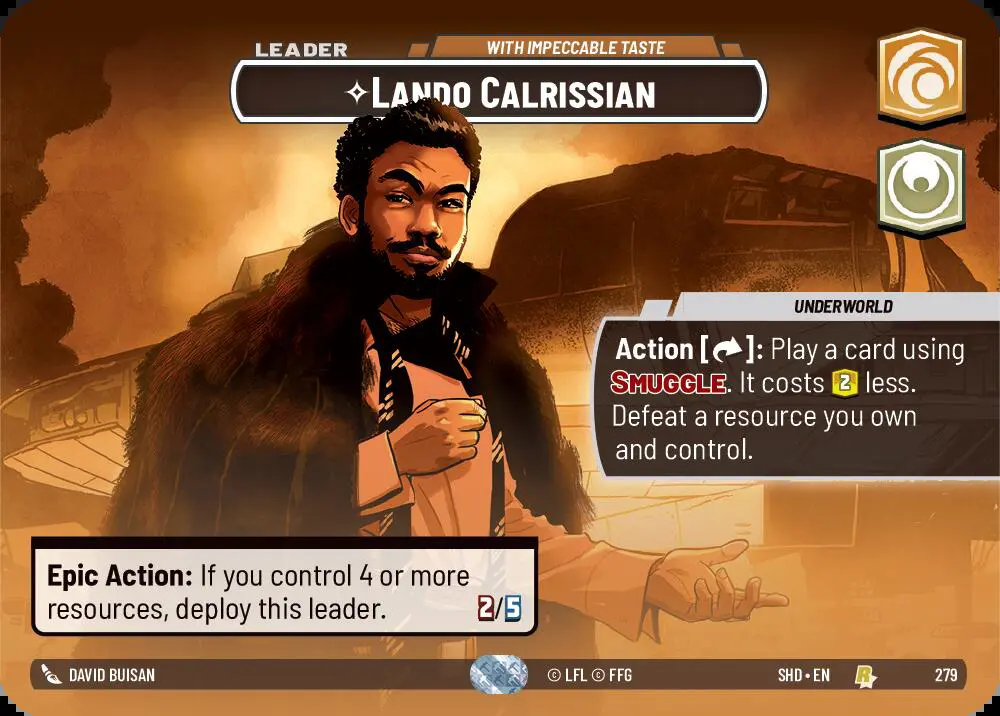 LEADER
WITH IMPECCABLE TASTE
LANDO CALRISSIAN
UNDERWORLD
Action [ ]: Play a card using
SMUGGLE. It costs 2 less.
Defeat a resource you own
and control.
Epic Action: If you control 4 or more
resources, deploy this leader. 2/5
DAVID BUISAN
© LFL © FFG
SHD • EN
R
279